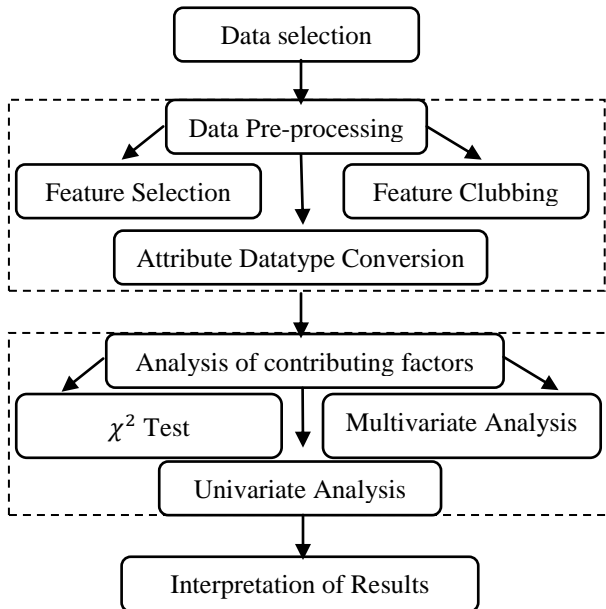 Data selection
Data Pre-processing
Feature Selection
Feature Clubbing
Attribute Datatype Conversion
Analysis of contributing factors
χ² Test
Multivariate Analysis
Univariate Analysis
Interpretation of Results